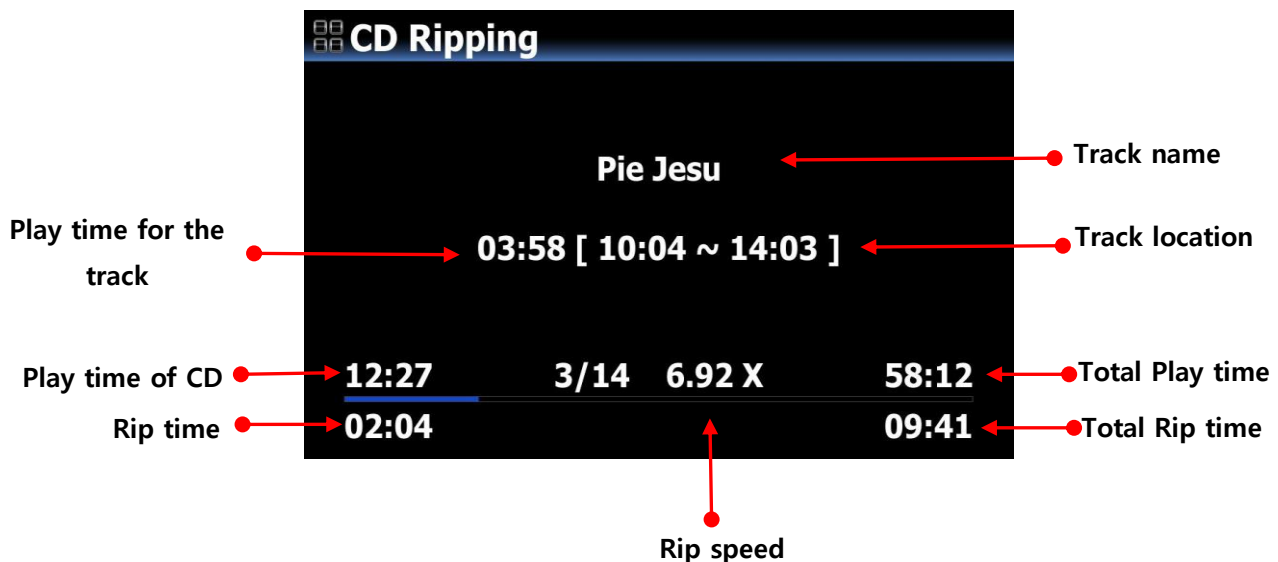 CD Ripping
Pie Jesu
Track name
Play time for the
track
03:58 [ 10:04 ~ 14:03 ]
Track location
Play time of CD
12:27 3/14 6.92 X 58:12
Total Play time
Rip time
02:04 09:41
Total Rip time
Rip speed